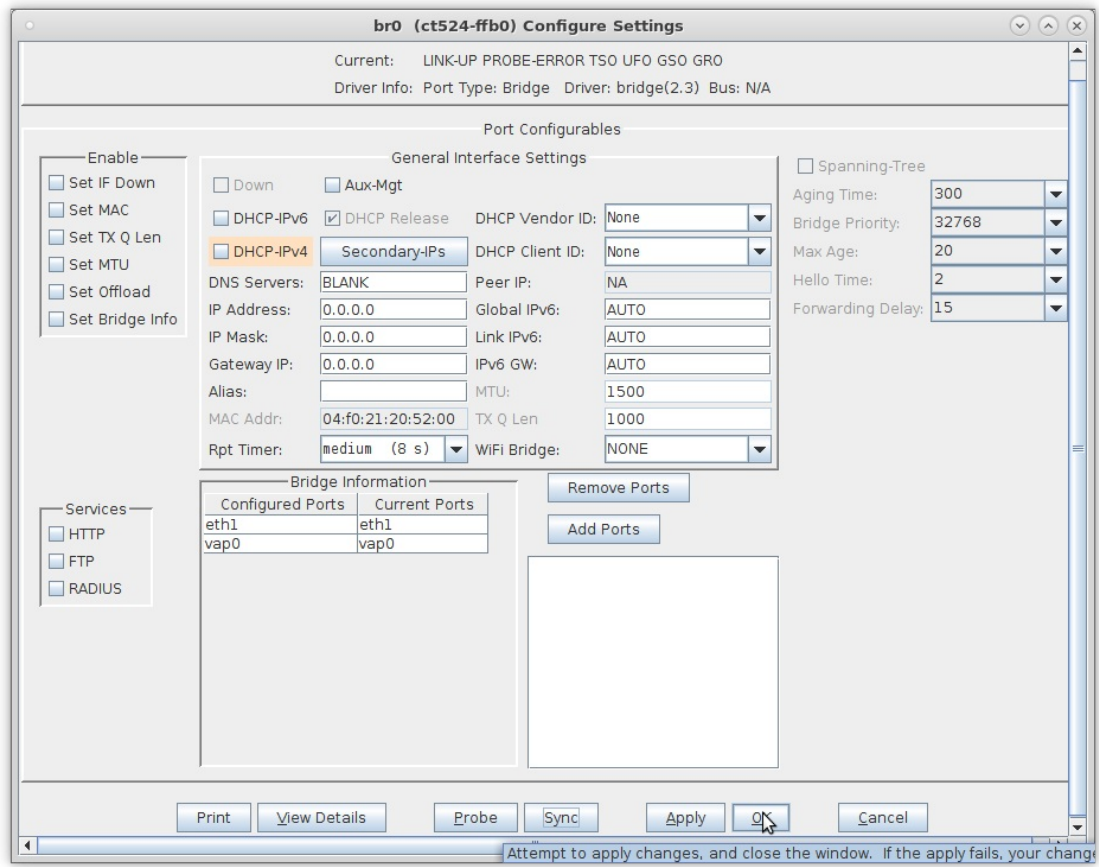 br0 (ct524-ffb0) Configure Settings
Current: LINK-UP PROBE-ERROR TSO UFO GSO GRO
Driver Info: Port Type: Bridge Driver: bridge(2.3) Bus: N/A
Port Configurables
Enable
Set IF Down
Set MAC
Set TX Q Len
Set MTU
Set Offload
Set Bridge Info
General Interface Settings
Down Aux-Mgt
DHCP-IPv6 DHCP Release DHCP Vendor ID: None
DHCP-IPv4 Secondary-IPs DHCP Client ID: None
DNS Servers: BLANK Peer IP: NA
IP Address: 0.0.0.0 Global IPv6: AUTO
IP Mask: 0.0.0.0 Link IPv6: AUTO
Gateway IP: 0.0.0.0 IPv6 GW: AUTO
Alias: MTU: 1500
MAC Addr: 04:f0:21:20:52:00 TX Q Len 1000
Rpt Timer: medium (8 s) WiFi Bridge: NONE
Spanning-Tree
Aging Time: 300
Bridge Priority: 32768
Max Age: 20
Hello Time: 2
Forwarding Delay: 15
Services
HTTP
FTP
RADIUS
Bridge Information
Configured Ports Current Ports
eth1 eth1
vap0 vap0
Remove Ports
Add Ports
Print View Details Probe Sync Apply OK Cancel
Attempt to apply changes, and close the window. If the apply fails, your change